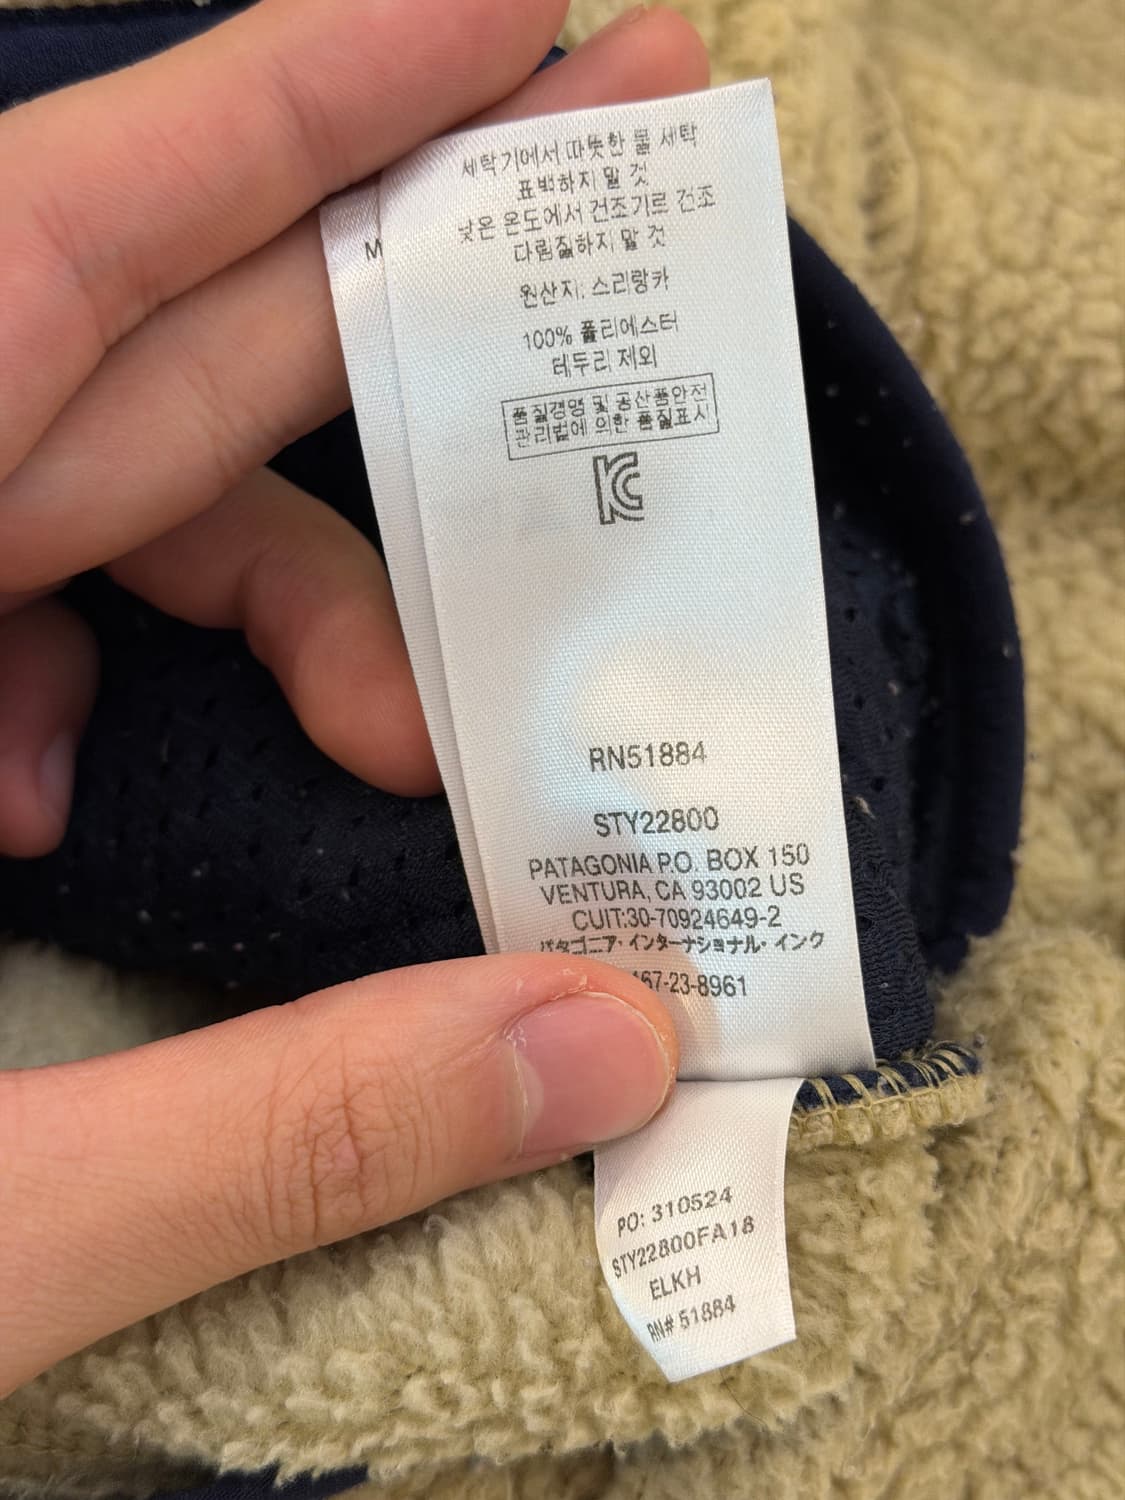 M
세탁기에서 따뜻한 물 세탁
표백하지 말 것
낮은 온도에서 건조기르 건조
다림질하지 말 것
원산지: 스리랑카
100% 폴리에스터
테두리 제외
품질경영 및 공산품안전
관리법에 의한 품질표시
KC
RN51884
STY22800
PATAGONIA P.O. BOX 150
VENTURA, CA 93002 US
CUIT:30-70924649-2
パタゴニア・インターナショナル・インク
67-23-8961
PO: 310524
STY22800FA18
ELKH
RN# 51884